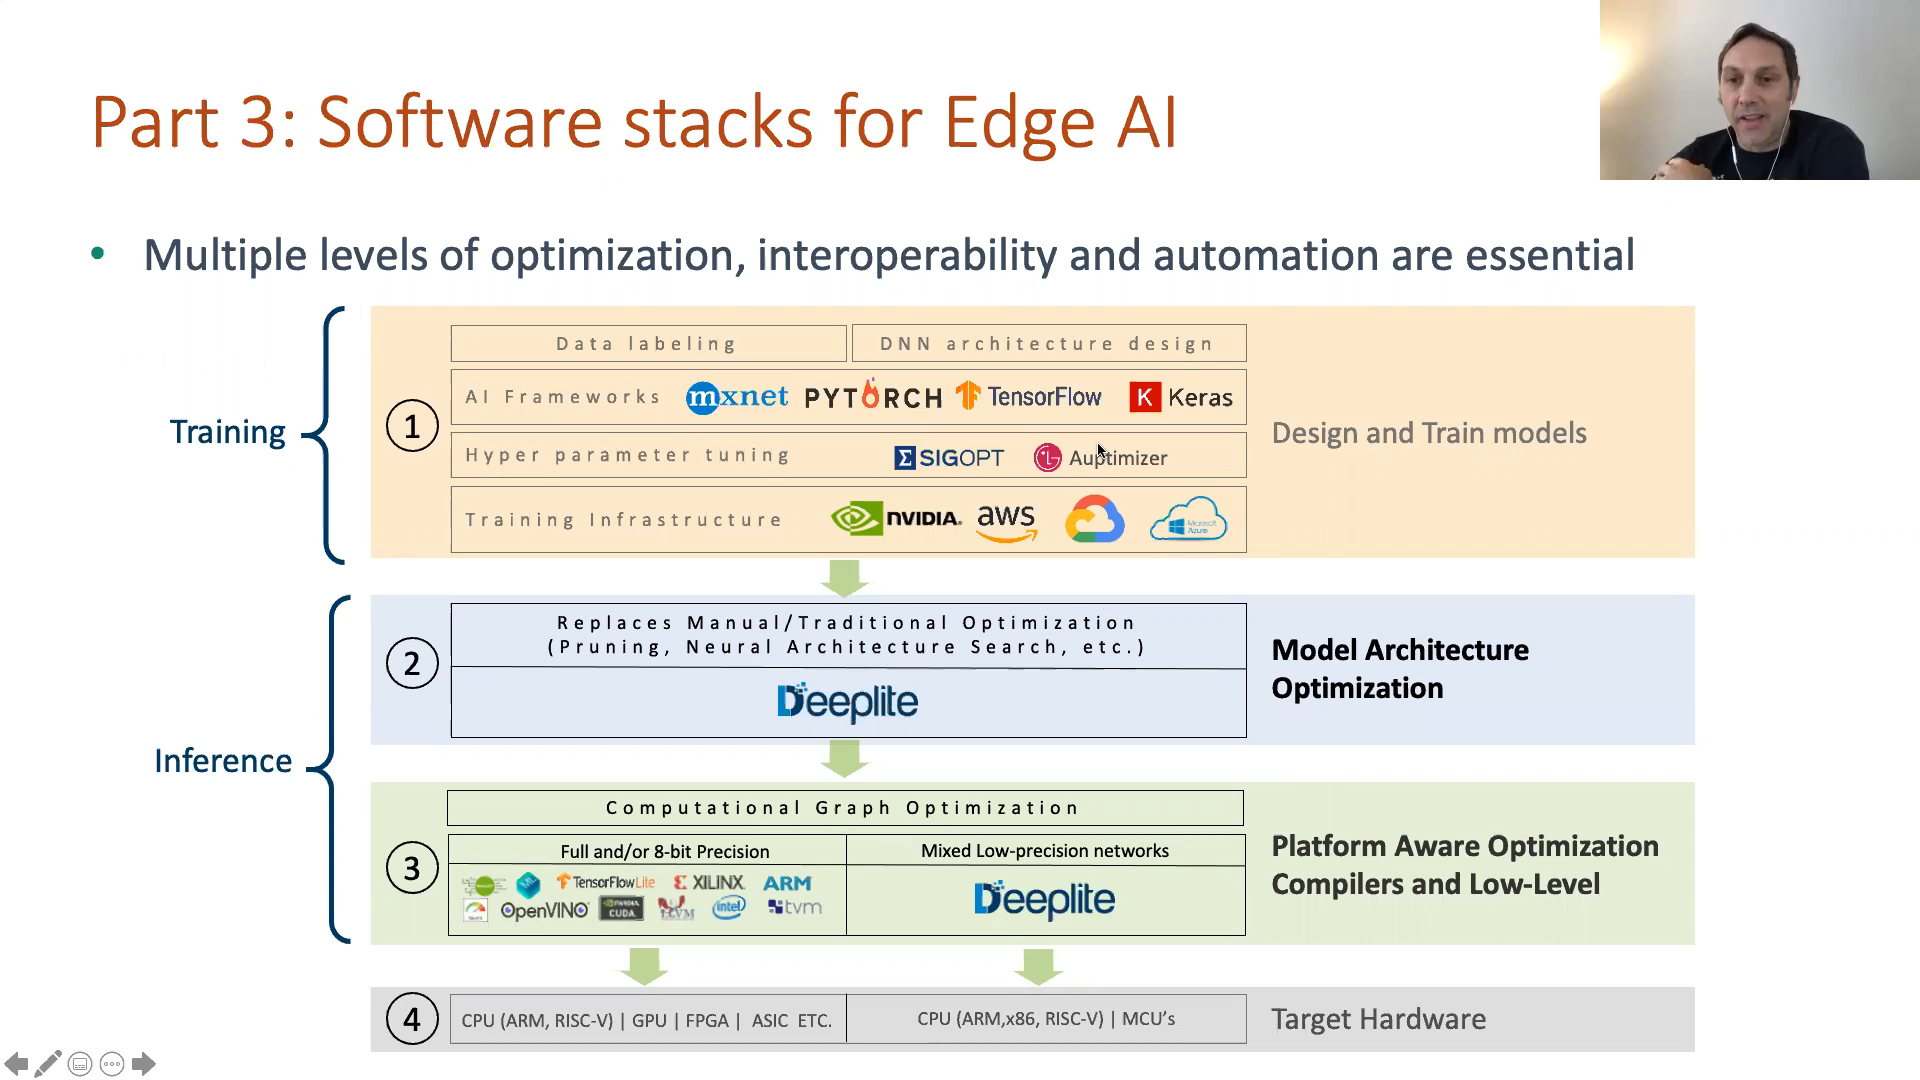 Part 3: Software stacks for Edge AI
• Multiple levels of optimization, interoperability and automation are essential
Training
1
Data labeling
DNN architecture design
AI Frameworks mxnet PYTORCH TensorFlow K Keras
Hyper parameter tuning SIGOPT LG Auptimizer
Training Infrastructure NVIDIA. aws Microsoft Azure
Design and Train models
Inference
2
Replaces Manual/Traditional Optimization
(Pruning, Neural Architecture Search, etc.)
Deeplite
Model Architecture
Optimization
3
Computational Graph Optimization
Full and/or 8-bit Precision
TensorFlow Lite XILINX ARM
OpenVINO NVIDIA CUDA LLVM intel tvm
Mixed Low-precision networks
Deeplite
Platform Aware Optimization
Compilers and Low-Level
4
CPU (ARM, RISC-V) | GPU | FPGA | ASIC ETC.
CPU (ARM,x86, RISC-V) | MCU's
Target Hardware